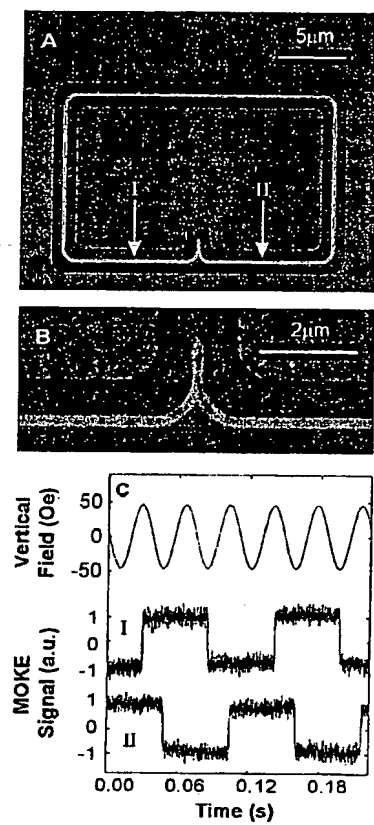 A
5μm
I
II
B
2μm
C
Vertical
Field (Oe)
50
0
-50
MOKE
Signal (a.u.)
1
0
-1
I
1
0
-1
II
0.00 0.06 0.12 0.18
Time (s)